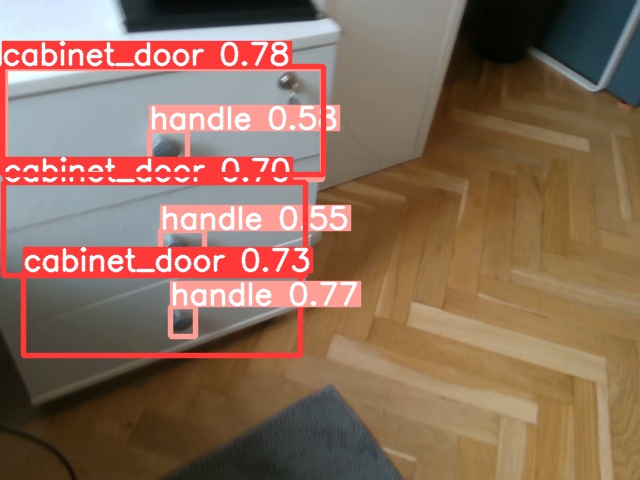 cabinet_door 0.78
handle 0.58
cabinet_door 0.70
handle 0.55
cabinet_door 0.73
handle 0.77